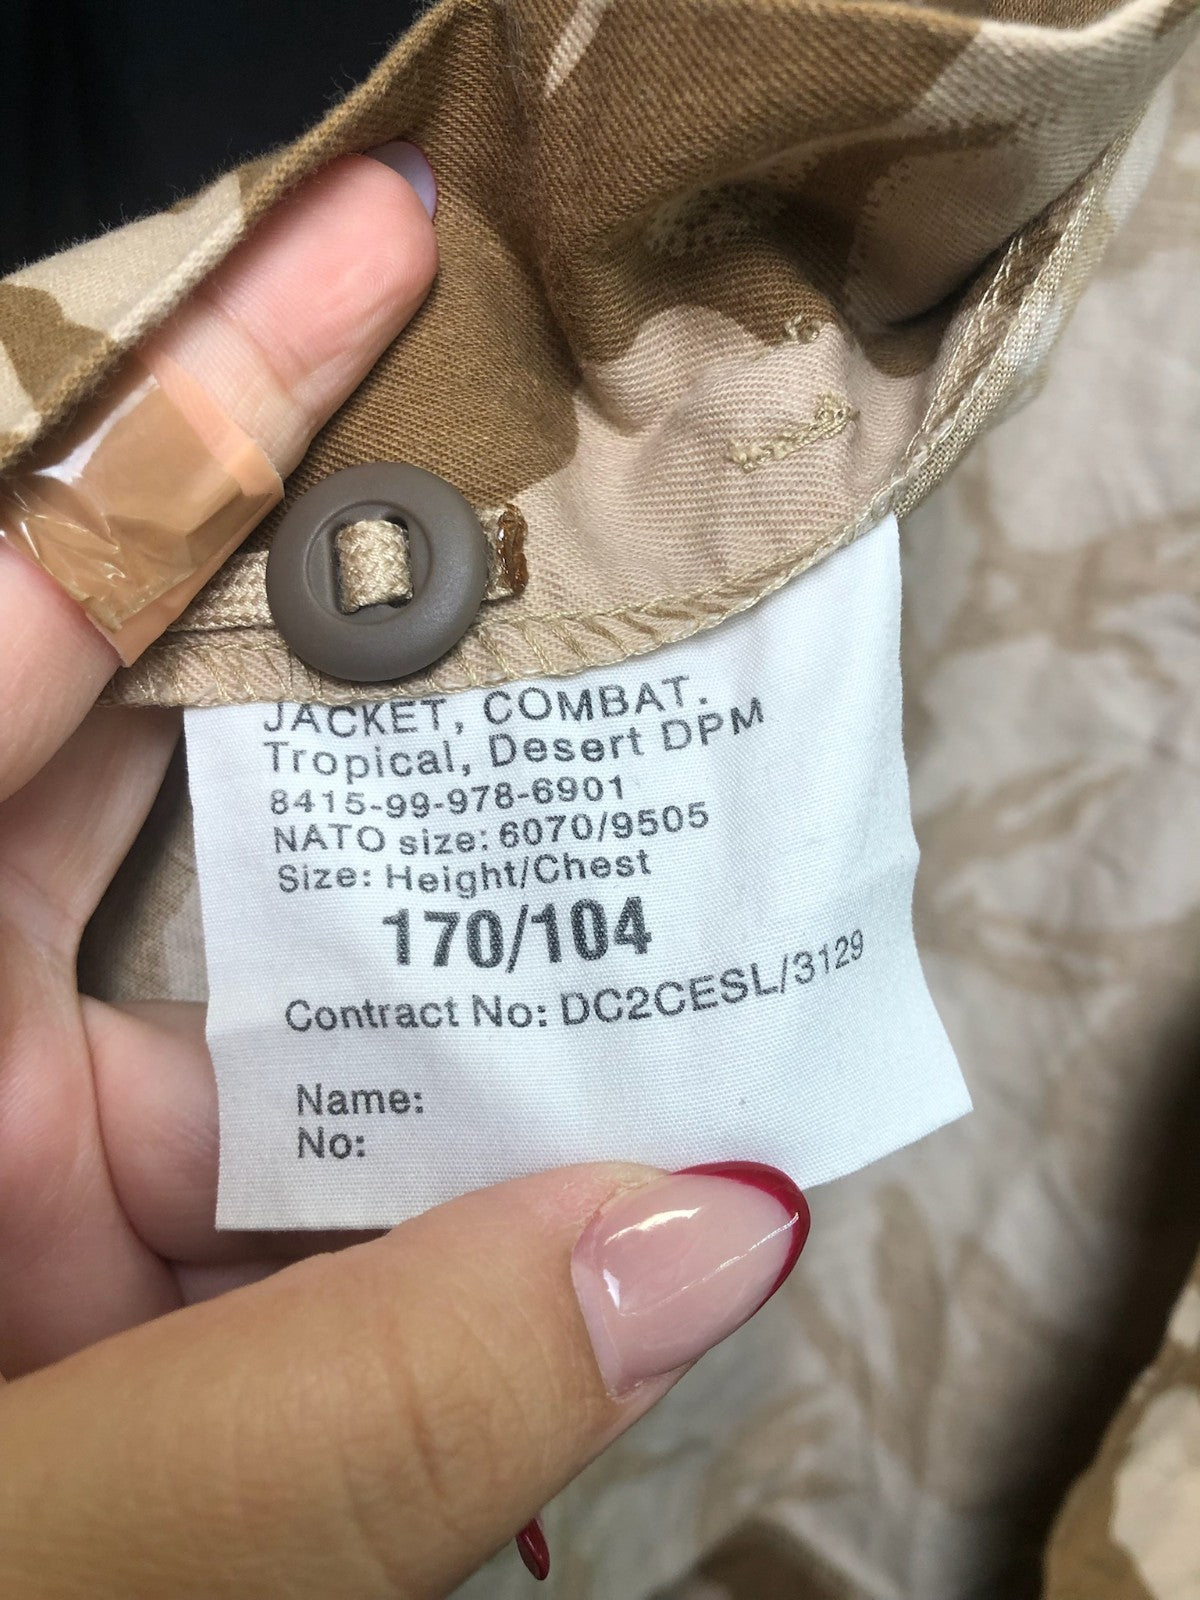 JACKET, COMBAT.
Tropical, Desert DPM
8415-99-978-6901
NATO size: 6070/9505
Size: Height/Chest
170/104
Contract No: DC2CESL/3129
Name:
No: